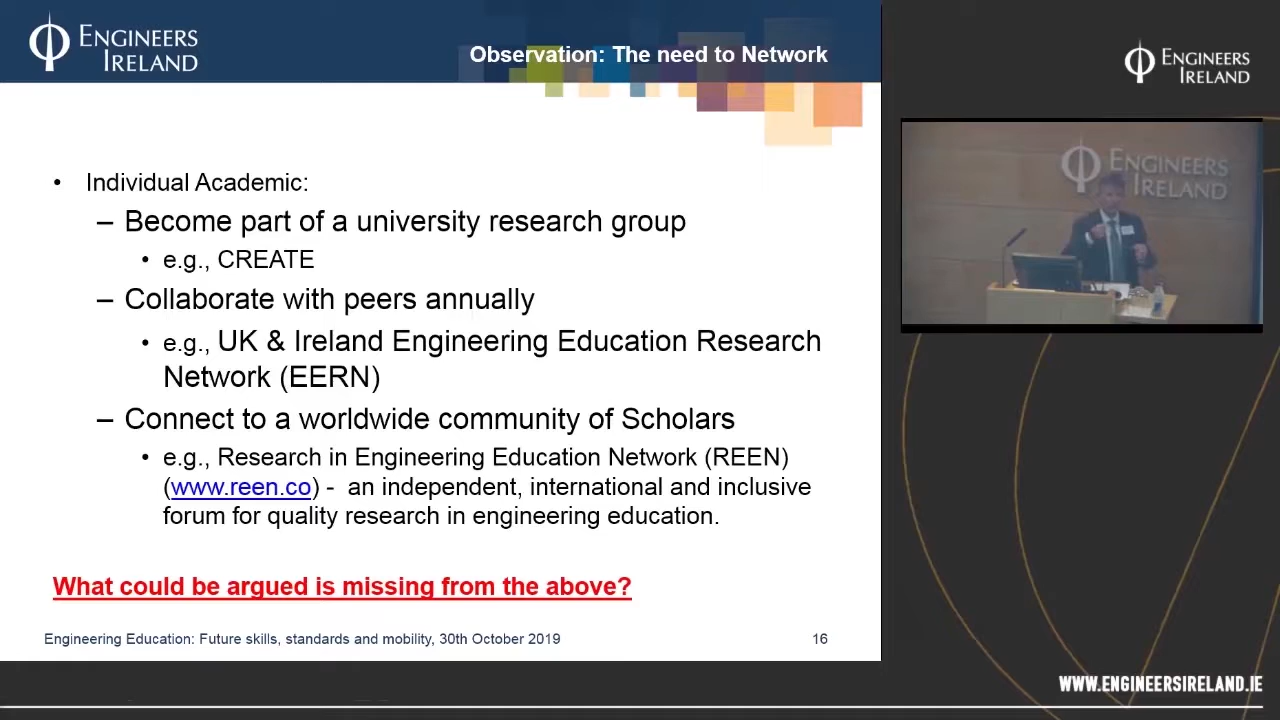 ENGINEERS
IRELAND
Observation: The need to Network
• Individual Academic:
– Become part of a university research group
• e.g., CREATE
– Collaborate with peers annually
• e.g., UK & Ireland Engineering Education Research
Network (EERN)
– Connect to a worldwide community of Scholars
• e.g., Research in Engineering Education Network (REEN)
(www.reen.co) - an independent, international and inclusive
forum for quality research in engineering education.
What could be argued is missing from the above?
Engineering Education: Future skills, standards and mobility, 30th October 2019
16
ENGINEERS
IRELAND
ENGINEERS
IRELAND
WWW.ENGINEERSIRELAND.IE